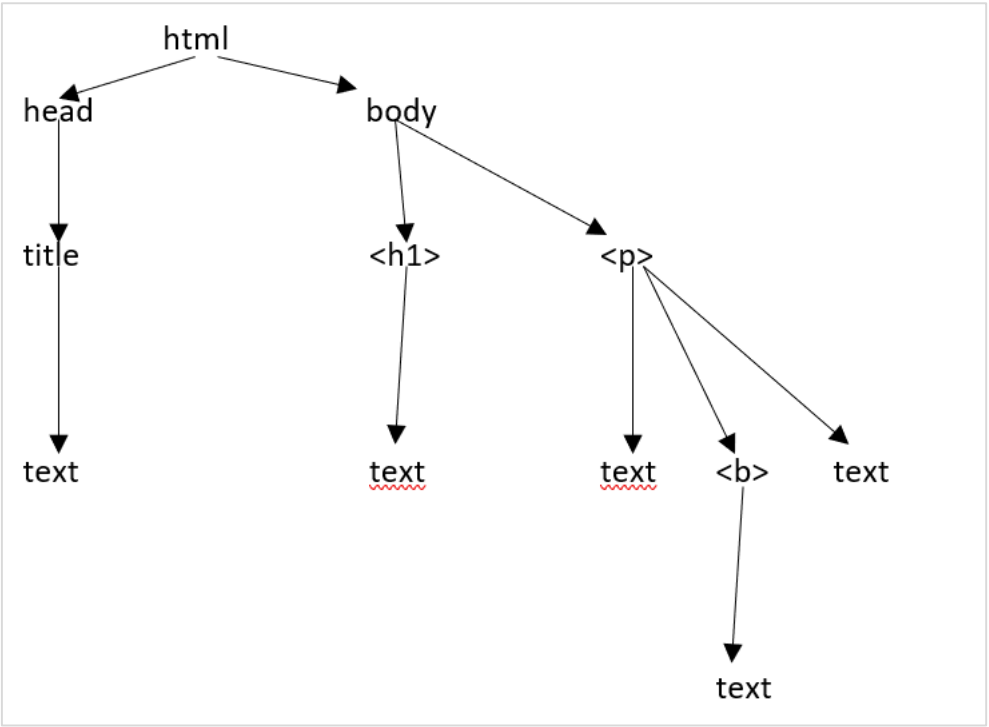 html
head body
title <h1> <p>
text text text <b> text
text